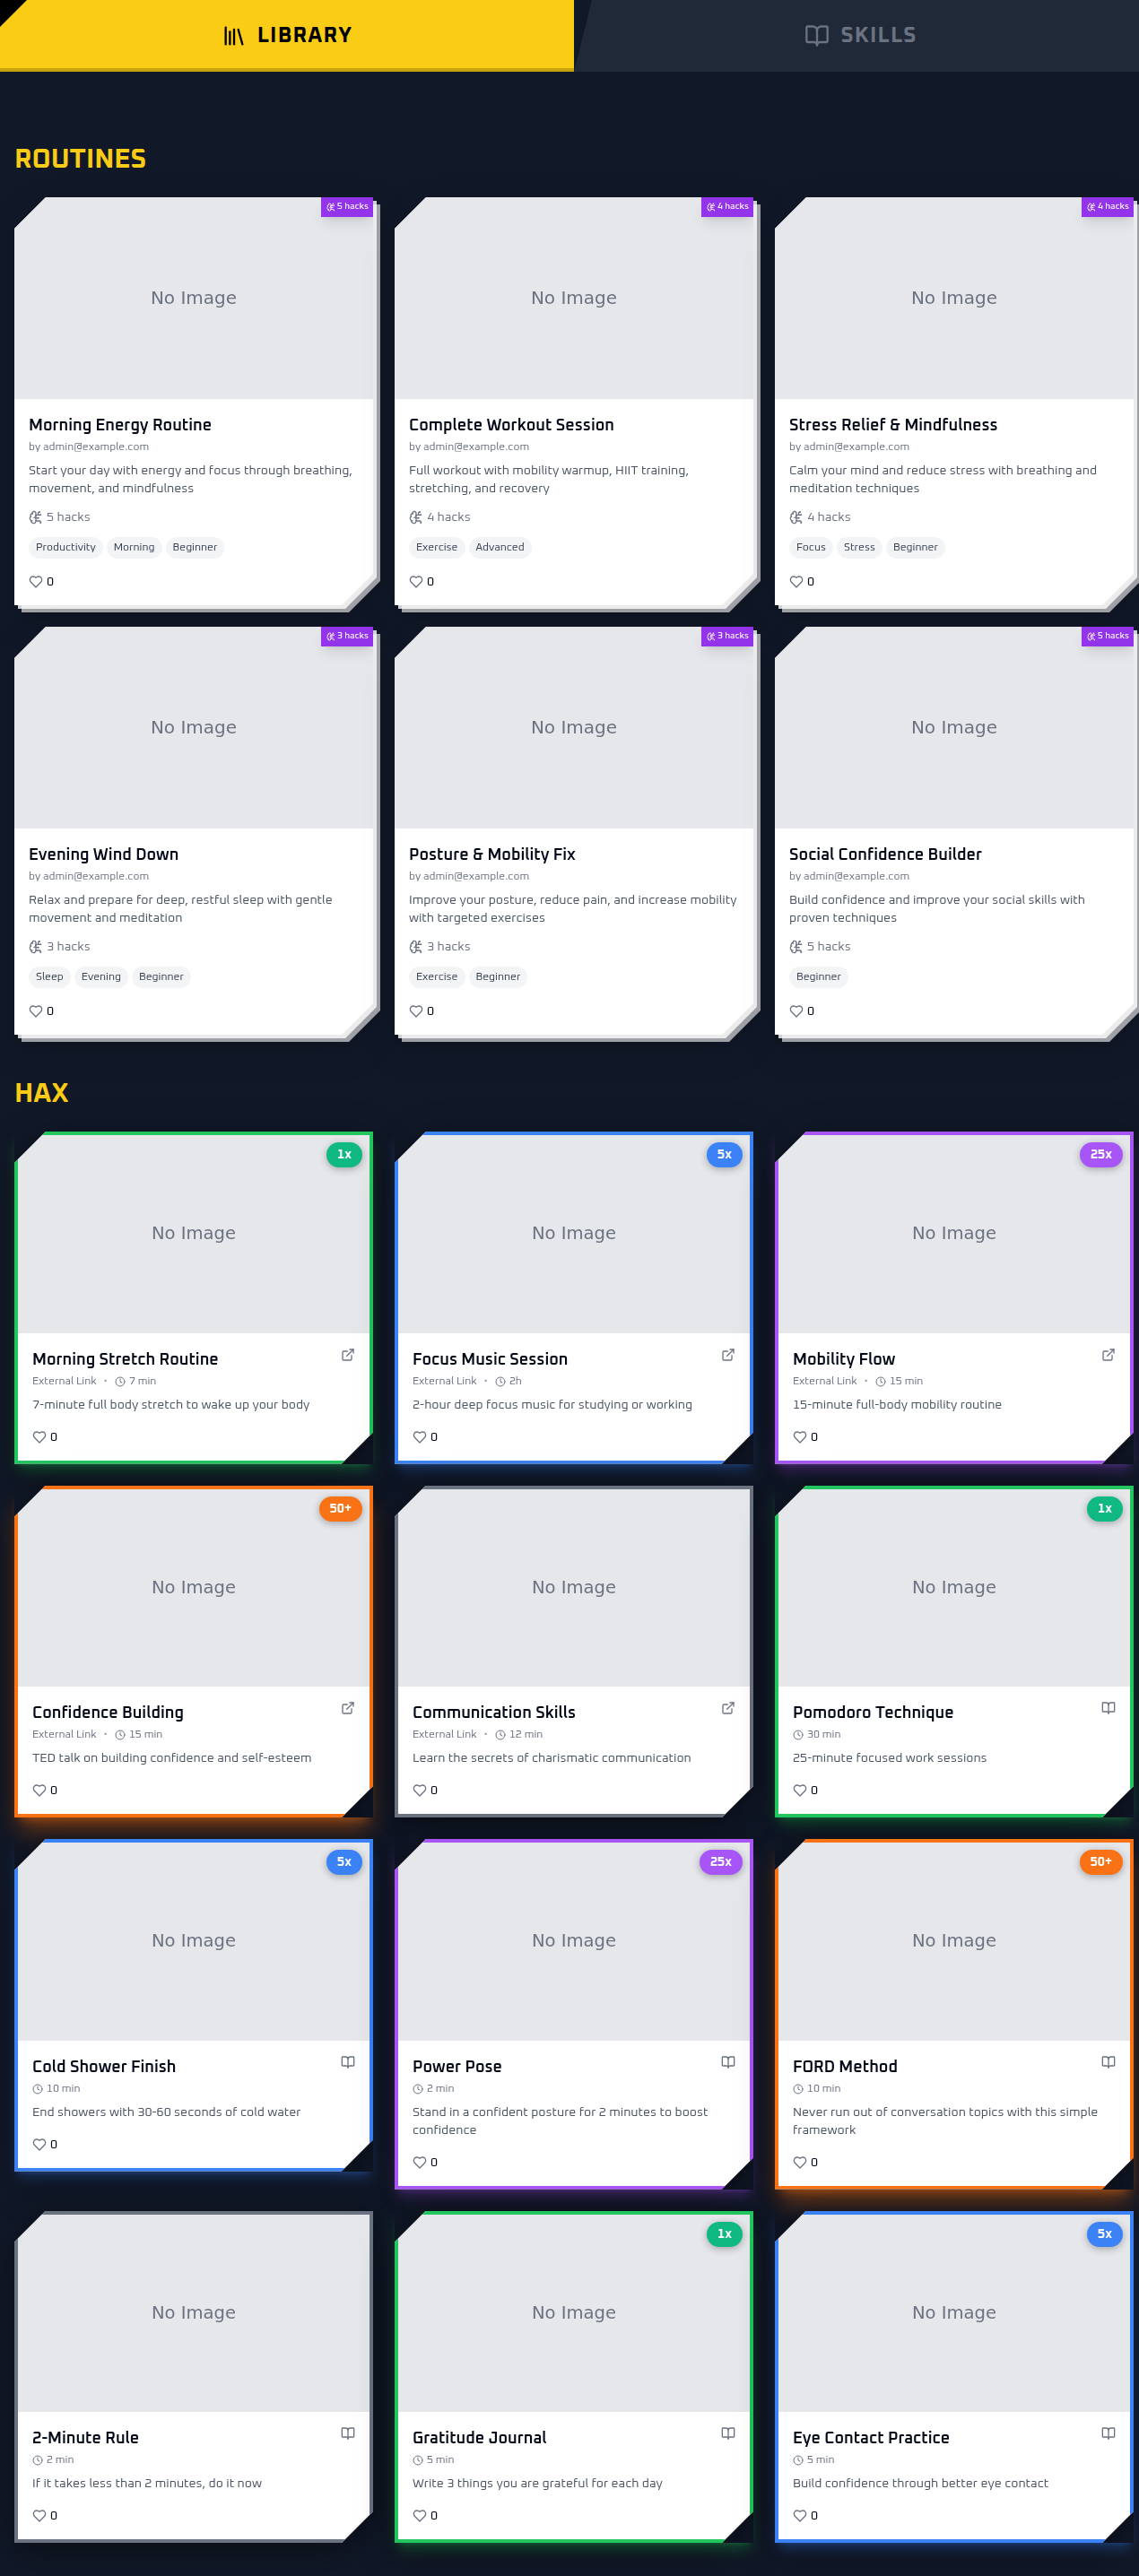 LIBRARY
SKILLS
ROUTINES
5 hacks
No Image
Morning Energy Routine
by admin@example.com
Start your day with energy and focus through breathing,
movement, and mindfulness
5 hacks
Productivity Morning Beginner
0
4 hacks
No Image
Complete Workout Session
by admin@example.com
Full workout with mobility warmup, HIIT training,
stretching, and recovery
4 hacks
Exercise Advanced
0
4 hacks
No Image
Stress Relief & Mindfulness
by admin@example.com
Calm your mind and reduce stress with breathing and
meditation techniques
4 hacks
Focus Stress Beginner
0
3 hacks
No Image
Evening Wind Down
by admin@example.com
Relax and prepare for deep, restful sleep with gentle
movement and meditation
3 hacks
Sleep Evening Beginner
0
3 hacks
No Image
Posture & Mobility Fix
by admin@example.com
Improve your posture, reduce pain, and increase mobility
with targeted exercises
3 hacks
Exercise Beginner
0
5 hacks
No Image
Social Confidence Builder
by admin@example.com
Build confidence and improve your social skills with
proven techniques
5 hacks
Beginner
0
HAX
1x
No Image
Morning Stretch Routine
External Link • 7 min
7-minute full body stretch to wake up your body
0
5x
No Image
Focus Music Session
External Link • 2h
2-hour deep focus music for studying or working
0
25x
No Image
Mobility Flow
External Link • 15 min
15-minute full-body mobility routine
0
50+
No Image
Confidence Building
External Link • 15 min
TED talk on building confidence and self-esteem
0
No Image
Communication Skills
External Link • 12 min
Learn the secrets of charismatic communication
0
1x
No Image
Pomodoro Technique
30 min
25-minute focused work sessions
0
5x
No Image
Cold Shower Finish
10 min
End showers with 30-60 seconds of cold water
0
25x
No Image
Power Pose
2 min
Stand in a confident posture for 2 minutes to boost
confidence
0
50+
No Image
FORD Method
10 min
Never run out of conversation topics with this simple
framework
0
No Image
2-Minute Rule
2 min
If it takes less than 2 minutes, do it now
0
1x
No Image
Gratitude Journal
5 min
Write 3 things you are grateful for each day
0
5x
No Image
Eye Contact Practice
5 min
Build confidence through better eye contact
0